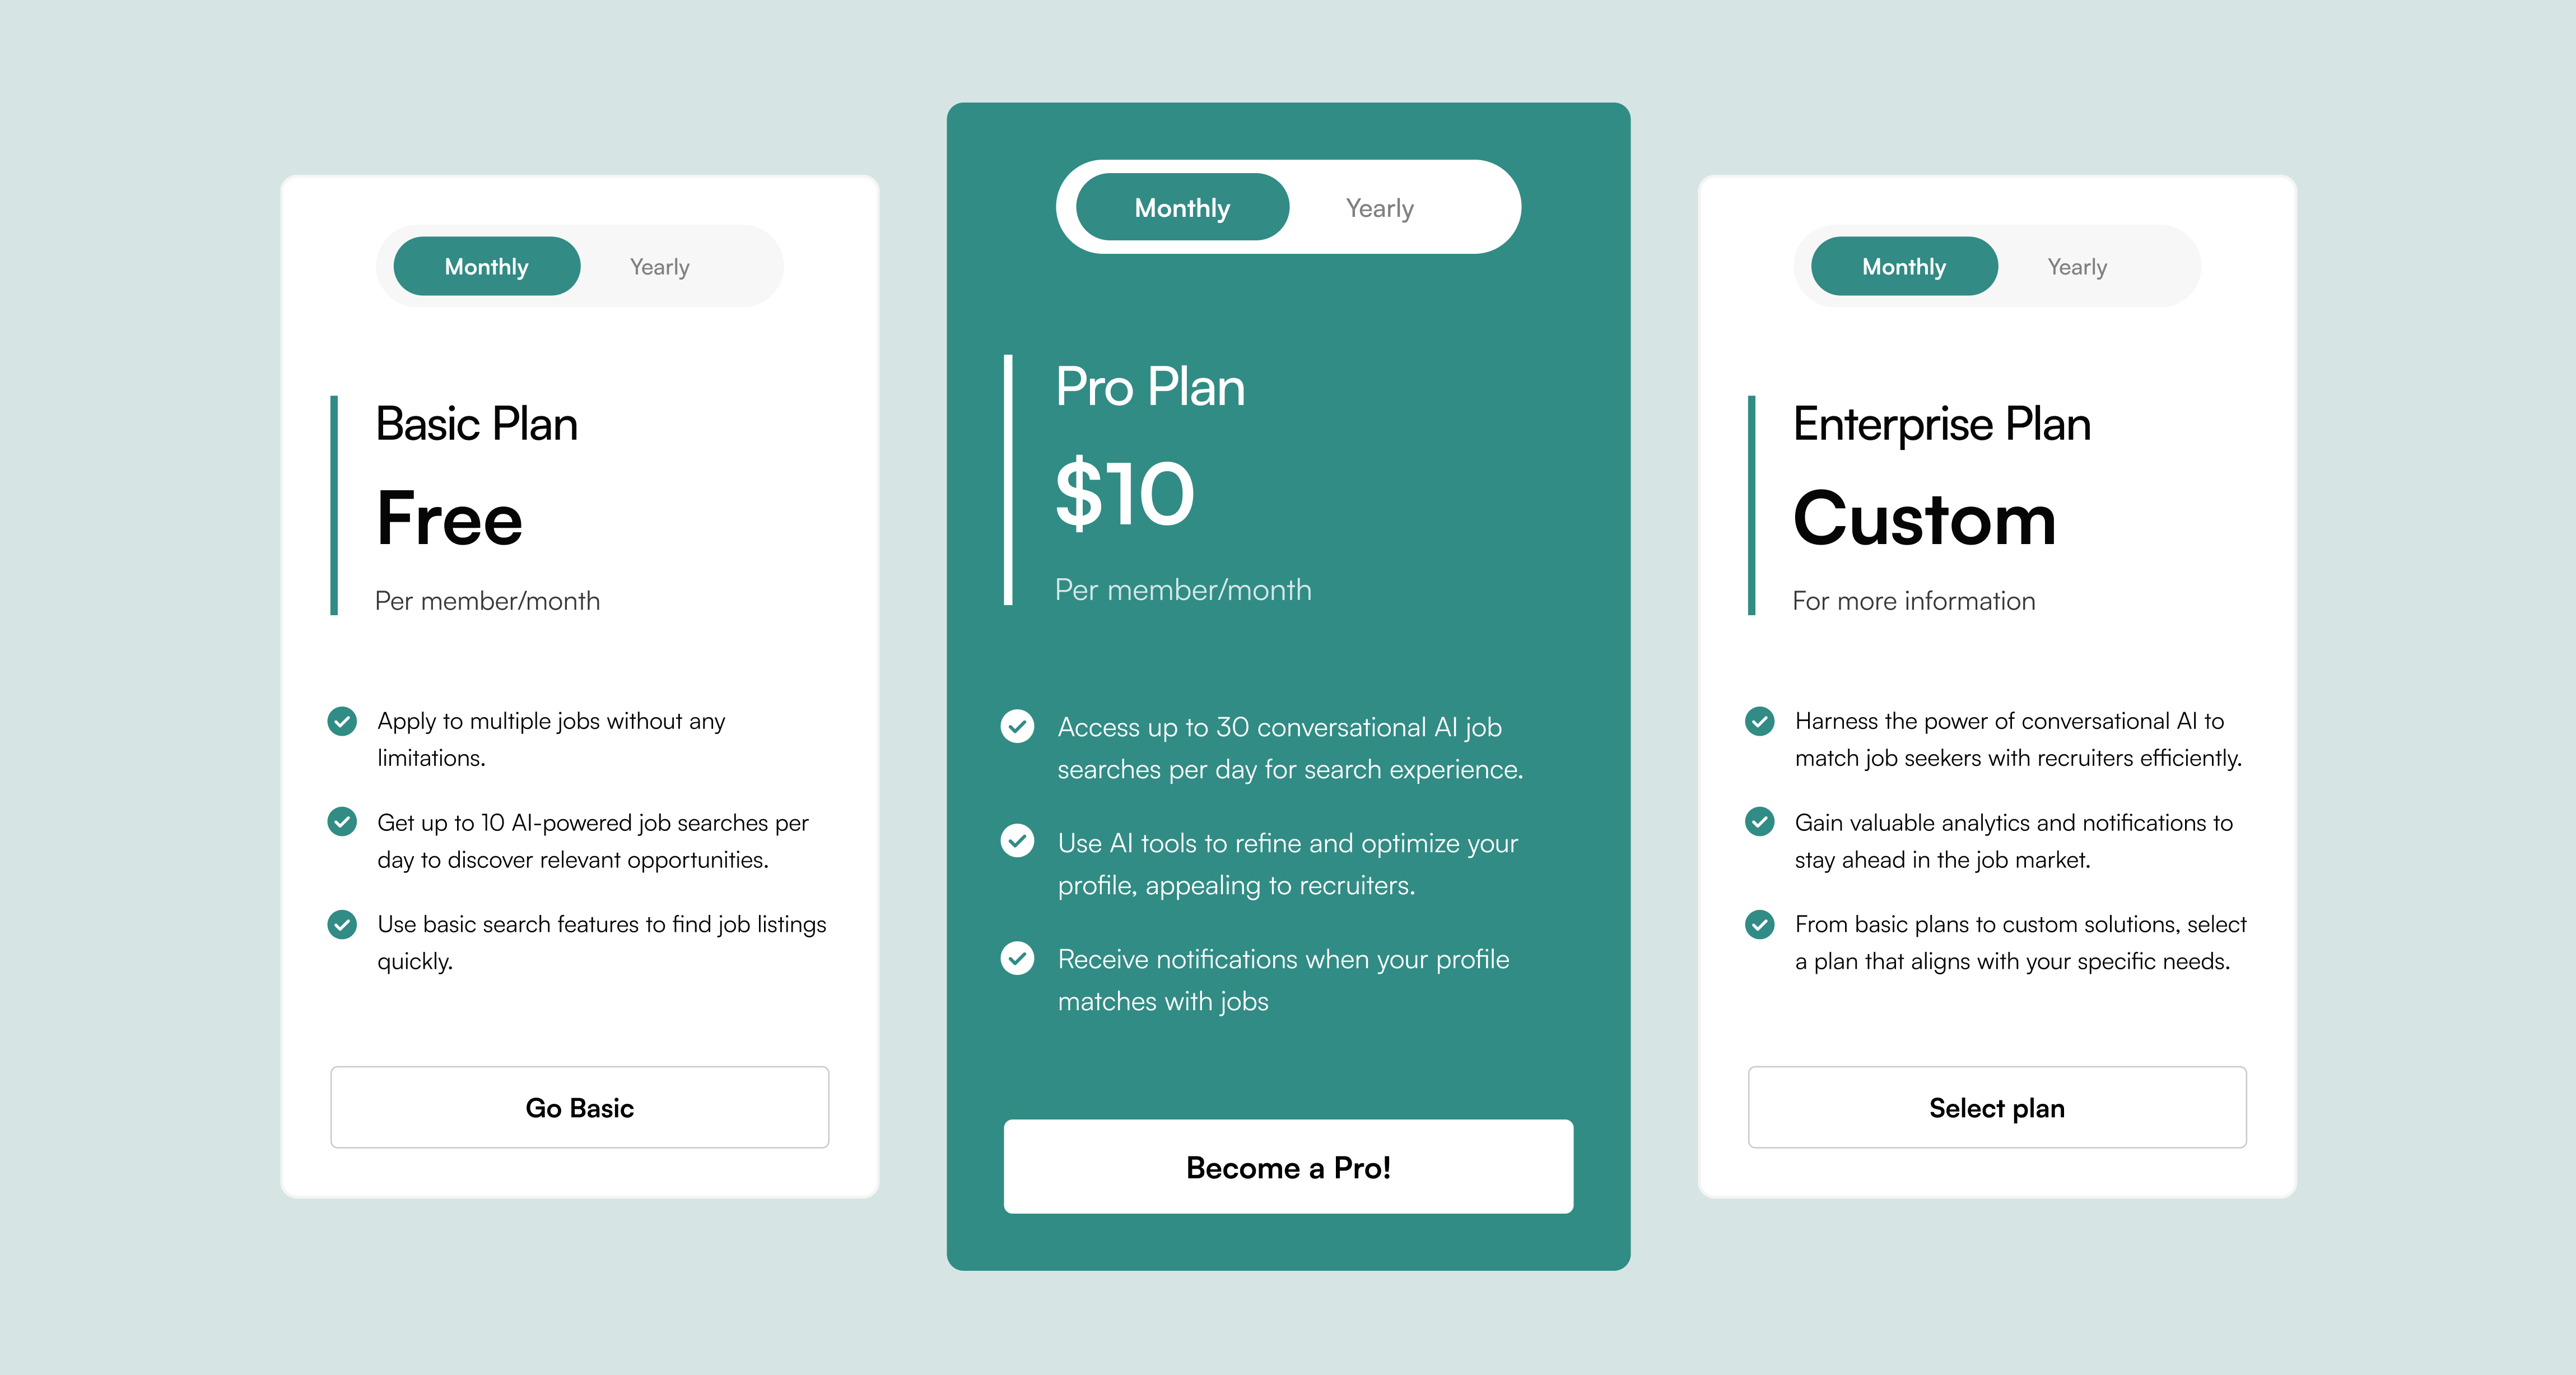 Monthly Yearly
Basic Plan
Free
Per member/month
Apply to multiple jobs without any
limitations.
Get up to 10 AI-powered job searches per
day to discover relevant opportunities.
Use basic search features to find job listings
quickly.
Go Basic
Monthly Yearly
Pro Plan
$10
Per member/month
Access up to 30 conversational AI job
searches per day for search experience.
Use AI tools to refine and optimize your
profile, appealing to recruiters.
Receive notifications when your profile
matches with jobs
Become a Pro!
Monthly Yearly
Enterprise Plan
Custom
For more information
Harness the power of conversational AI to
match job seekers with recruiters efficiently.
Gain valuable analytics and notifications to
stay ahead in the job market.
From basic plans to custom solutions, select
a plan that aligns with your specific needs.
Select plan